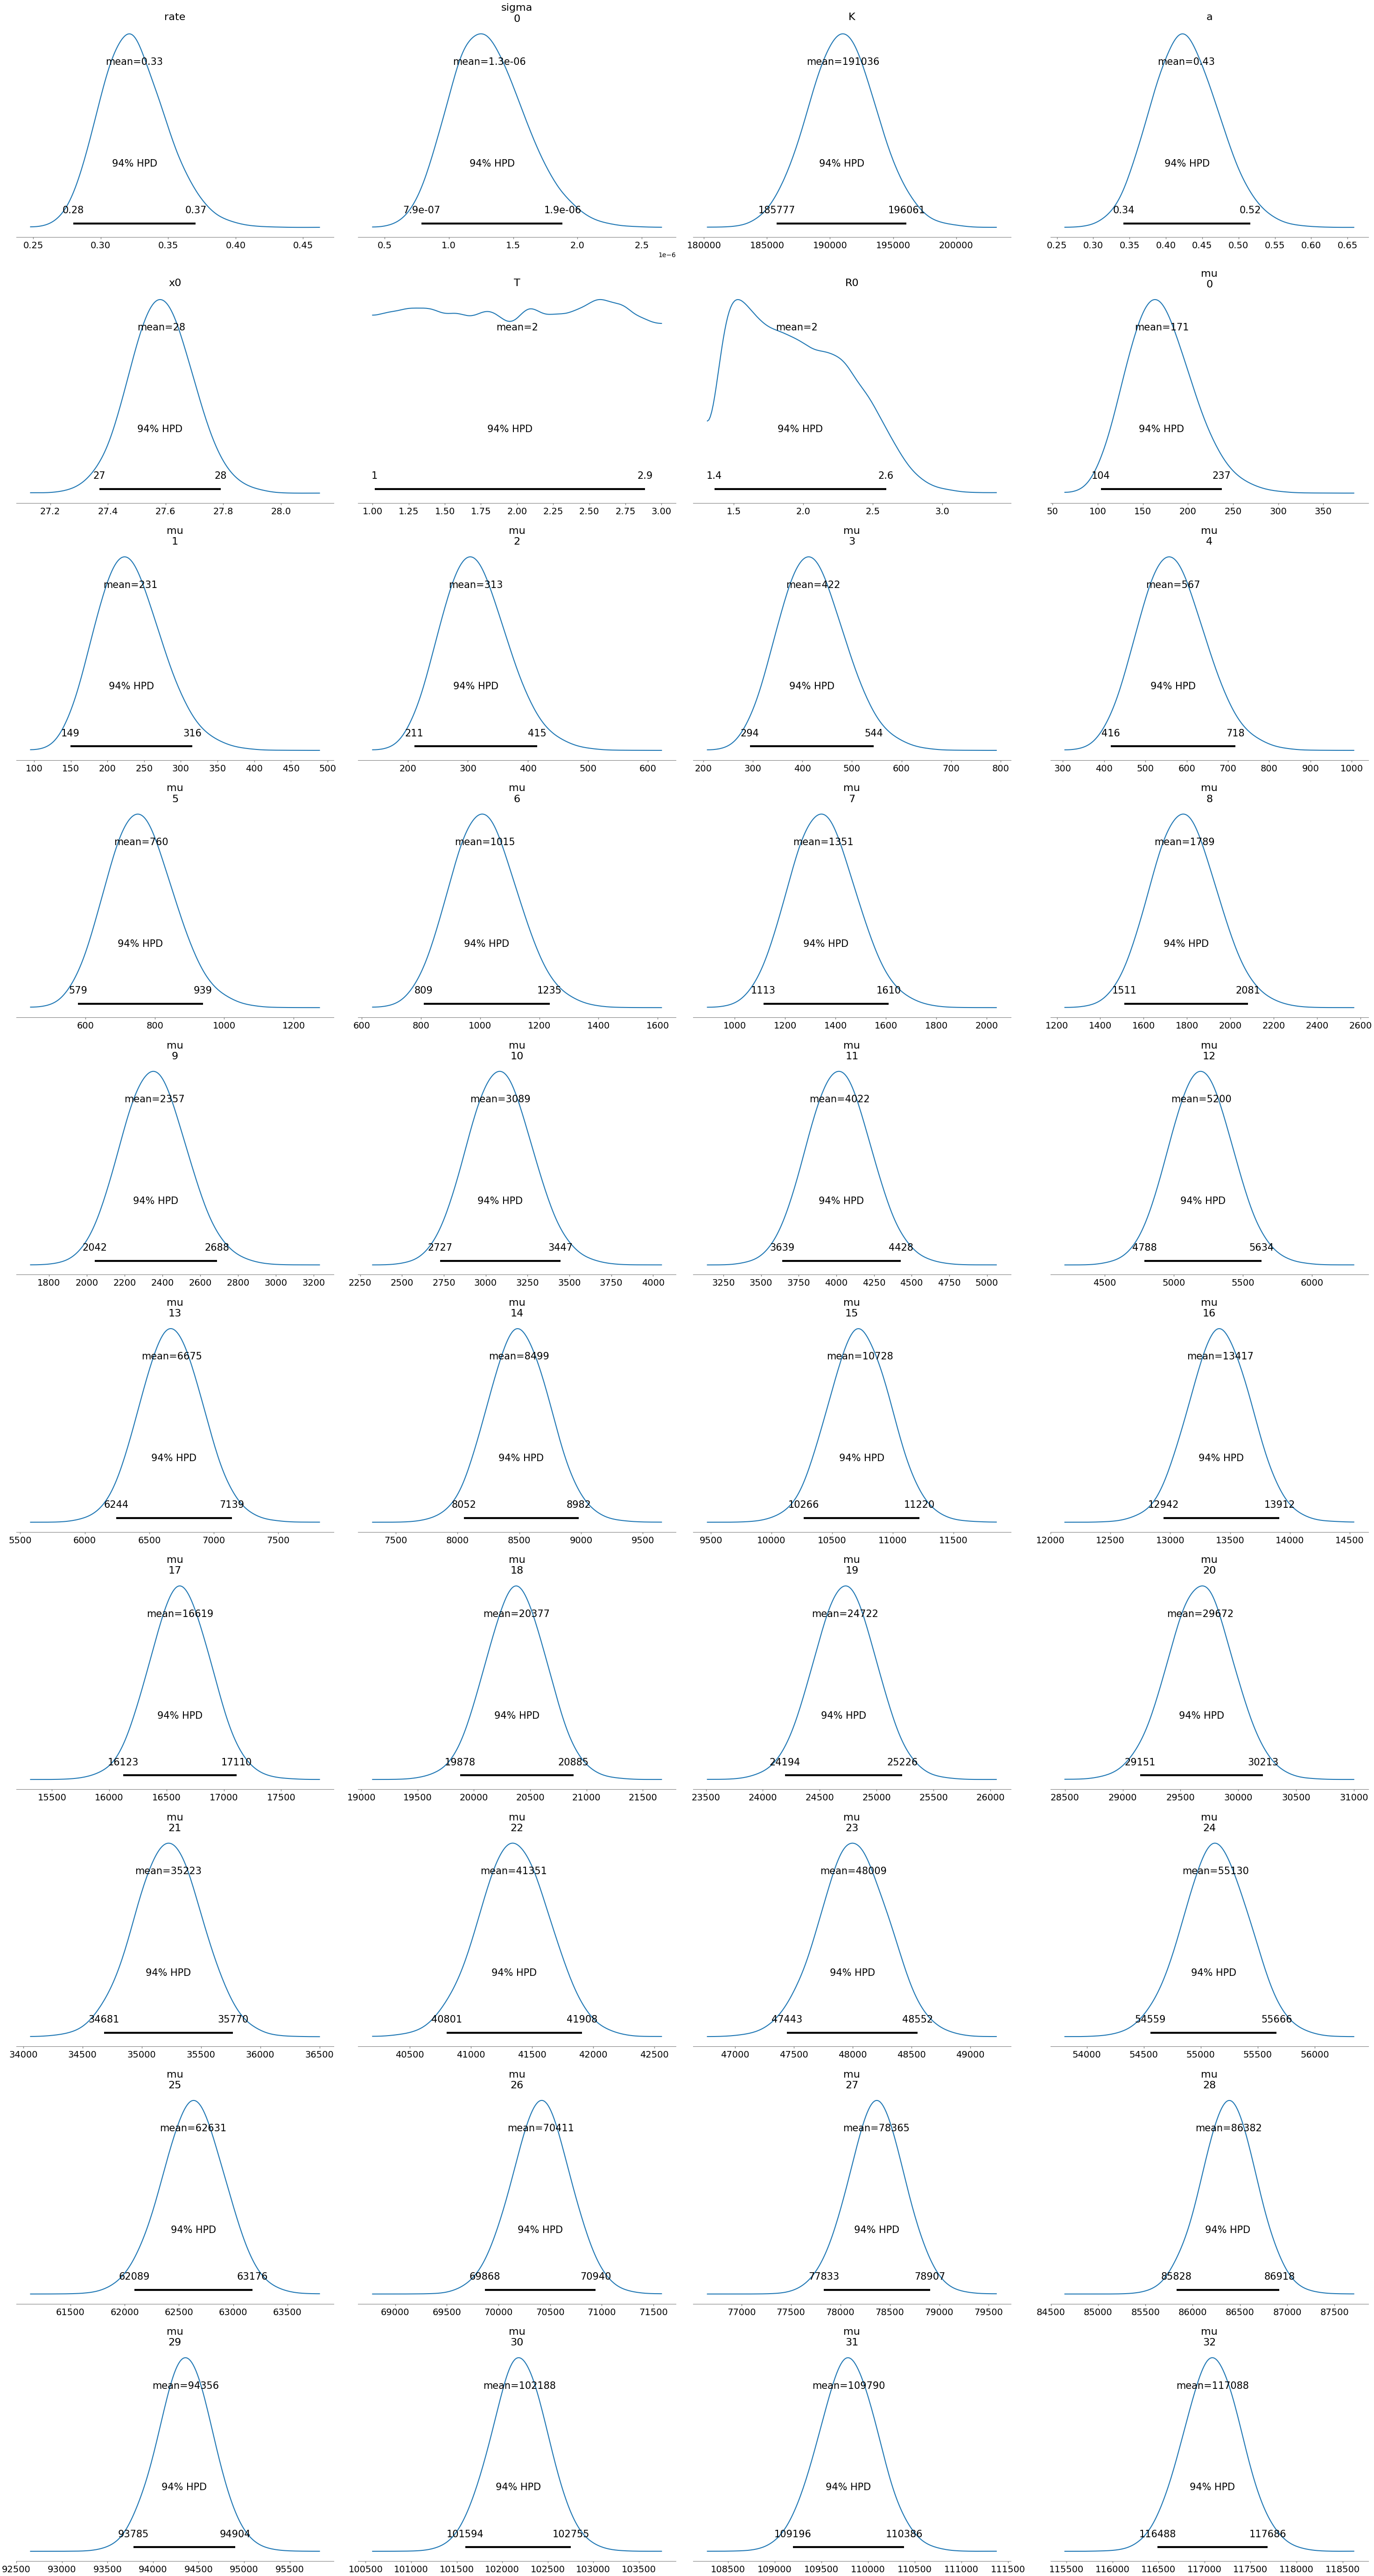 rate
mean=0.33
94% HPD
0.28 0.37
0.25 0.30 0.35 0.40 0.45
sigma
0
mean=1.3e-06
94% HPD
7.9e-07 1.9e-06
0.5 1.0 1.5 2.0 2.5
1e−6
K
mean=191036
94% HPD
185777 196061
180000 185000 190000 195000 200000
a
mean=0.43
94% HPD
0.34 0.52
0.25 0.30 0.35 0.40 0.45 0.50 0.55 0.60 0.65
x0
mean=28
94% HPD
27 28
27.2 27.4 27.6 27.8 28.0
T
mean=2
94% HPD
1 2.9
1.00 1.25 1.50 1.75 2.00 2.25 2.50 2.75 3.00
R0
mean=2
94% HPD
1.4 2.6
1.5 2.0 2.5 3.0
mu
0
mean=171
94% HPD
104 237
50 100 150 200 250 300 350
mu
1
mean=231
94% HPD
149 316
100 150 200 250 300 350 400 450 500
mu
2
mean=313
94% HPD
211 415
200 300 400 500 600
mu
3
mean=422
94% HPD
294 544
200 300 400 500 600 700 800
mu
4
mean=567
94% HPD
416 718
300 400 500 600 700 800 900 1000
mu
5
mean=760
94% HPD
579 939
600 800 1000 1200
mu
6
mean=1015
94% HPD
809 1235
600 800 1000 1200 1400 1600
mu
7
mean=1351
94% HPD
1113 1610
1000 1200 1400 1600 1800 2000
mu
8
mean=1789
94% HPD
1511 2081
1200 1400 1600 1800 2000 2200 2400 2600
mu
9
mean=2357
94% HPD
2042 2688
1800 2000 2200 2400 2600 2800 3000 3200
mu
10
mean=3089
94% HPD
2727 3447
2250 2500 2750 3000 3250 3500 3750 4000
mu
11
mean=4022
94% HPD
3639 4428
3250 3500 3750 4000 4250 4500 4750 5000
mu
12
mean=5200
94% HPD
4788 5634
4500 5000 5500 6000
mu
13
mean=6675
94% HPD
6244 7139
5500 6000 6500 7000 7500
mu
14
mean=8499
94% HPD
8052 8982
7500 8000 8500 9000 9500
mu
15
mean=10728
94% HPD
10266 11220
9500 10000 10500 11000 11500
mu
16
mean=13417
94% HPD
12942 13912
12000 12500 13000 13500 14000 14500
mu
17
mean=16619
94% HPD
16123 17110
15500 16000 16500 17000 17500
mu
18
mean=20377
94% HPD
19878 20885
19000 19500 20000 20500 21000 21500
mu
19
mean=24722
94% HPD
24194 25226
23500 24000 24500 25000 25500 26000
mu
20
mean=29672
94% HPD
29151 30213
28500 29000 29500 30000 30500 31000
mu
21
mean=35223
94% HPD
34681 35770
34000 34500 35000 35500 36000 36500
mu
22
mean=41351
94% HPD
40801 41908
40500 41000 41500 42000 42500
mu
23
mean=48009
94% HPD
47443 48552
47000 47500 48000 48500 49000
mu
24
mean=55130
94% HPD
54559 55666
54000 54500 55000 55500 56000
mu
25
mean=62631
94% HPD
62089 63176
61500 62000 62500 63000 63500
mu
26
mean=70411
94% HPD
69868 70940
69000 69500 70000 70500 71000 71500
mu
27
mean=78365
94% HPD
77833 78907
77000 77500 78000 78500 79000 79500
mu
28
mean=86382
94% HPD
85828 86918
84500 85000 85500 86000 86500 87000 87500
mu
29
mean=94356
94% HPD
93785 94904
92500 93000 93500 94000 94500 95000 95500
mu
30
mean=102188
94% HPD
101594 102755
100500 101000 101500 102000 102500 103000 103500
mu
31
mean=109790
94% HPD
109196 110386
108500 109000 109500 110000 110500 111000 111500
mu
32
mean=117088
94% HPD
116488 117686
115500 116000 116500 117000 117500 118000 118500